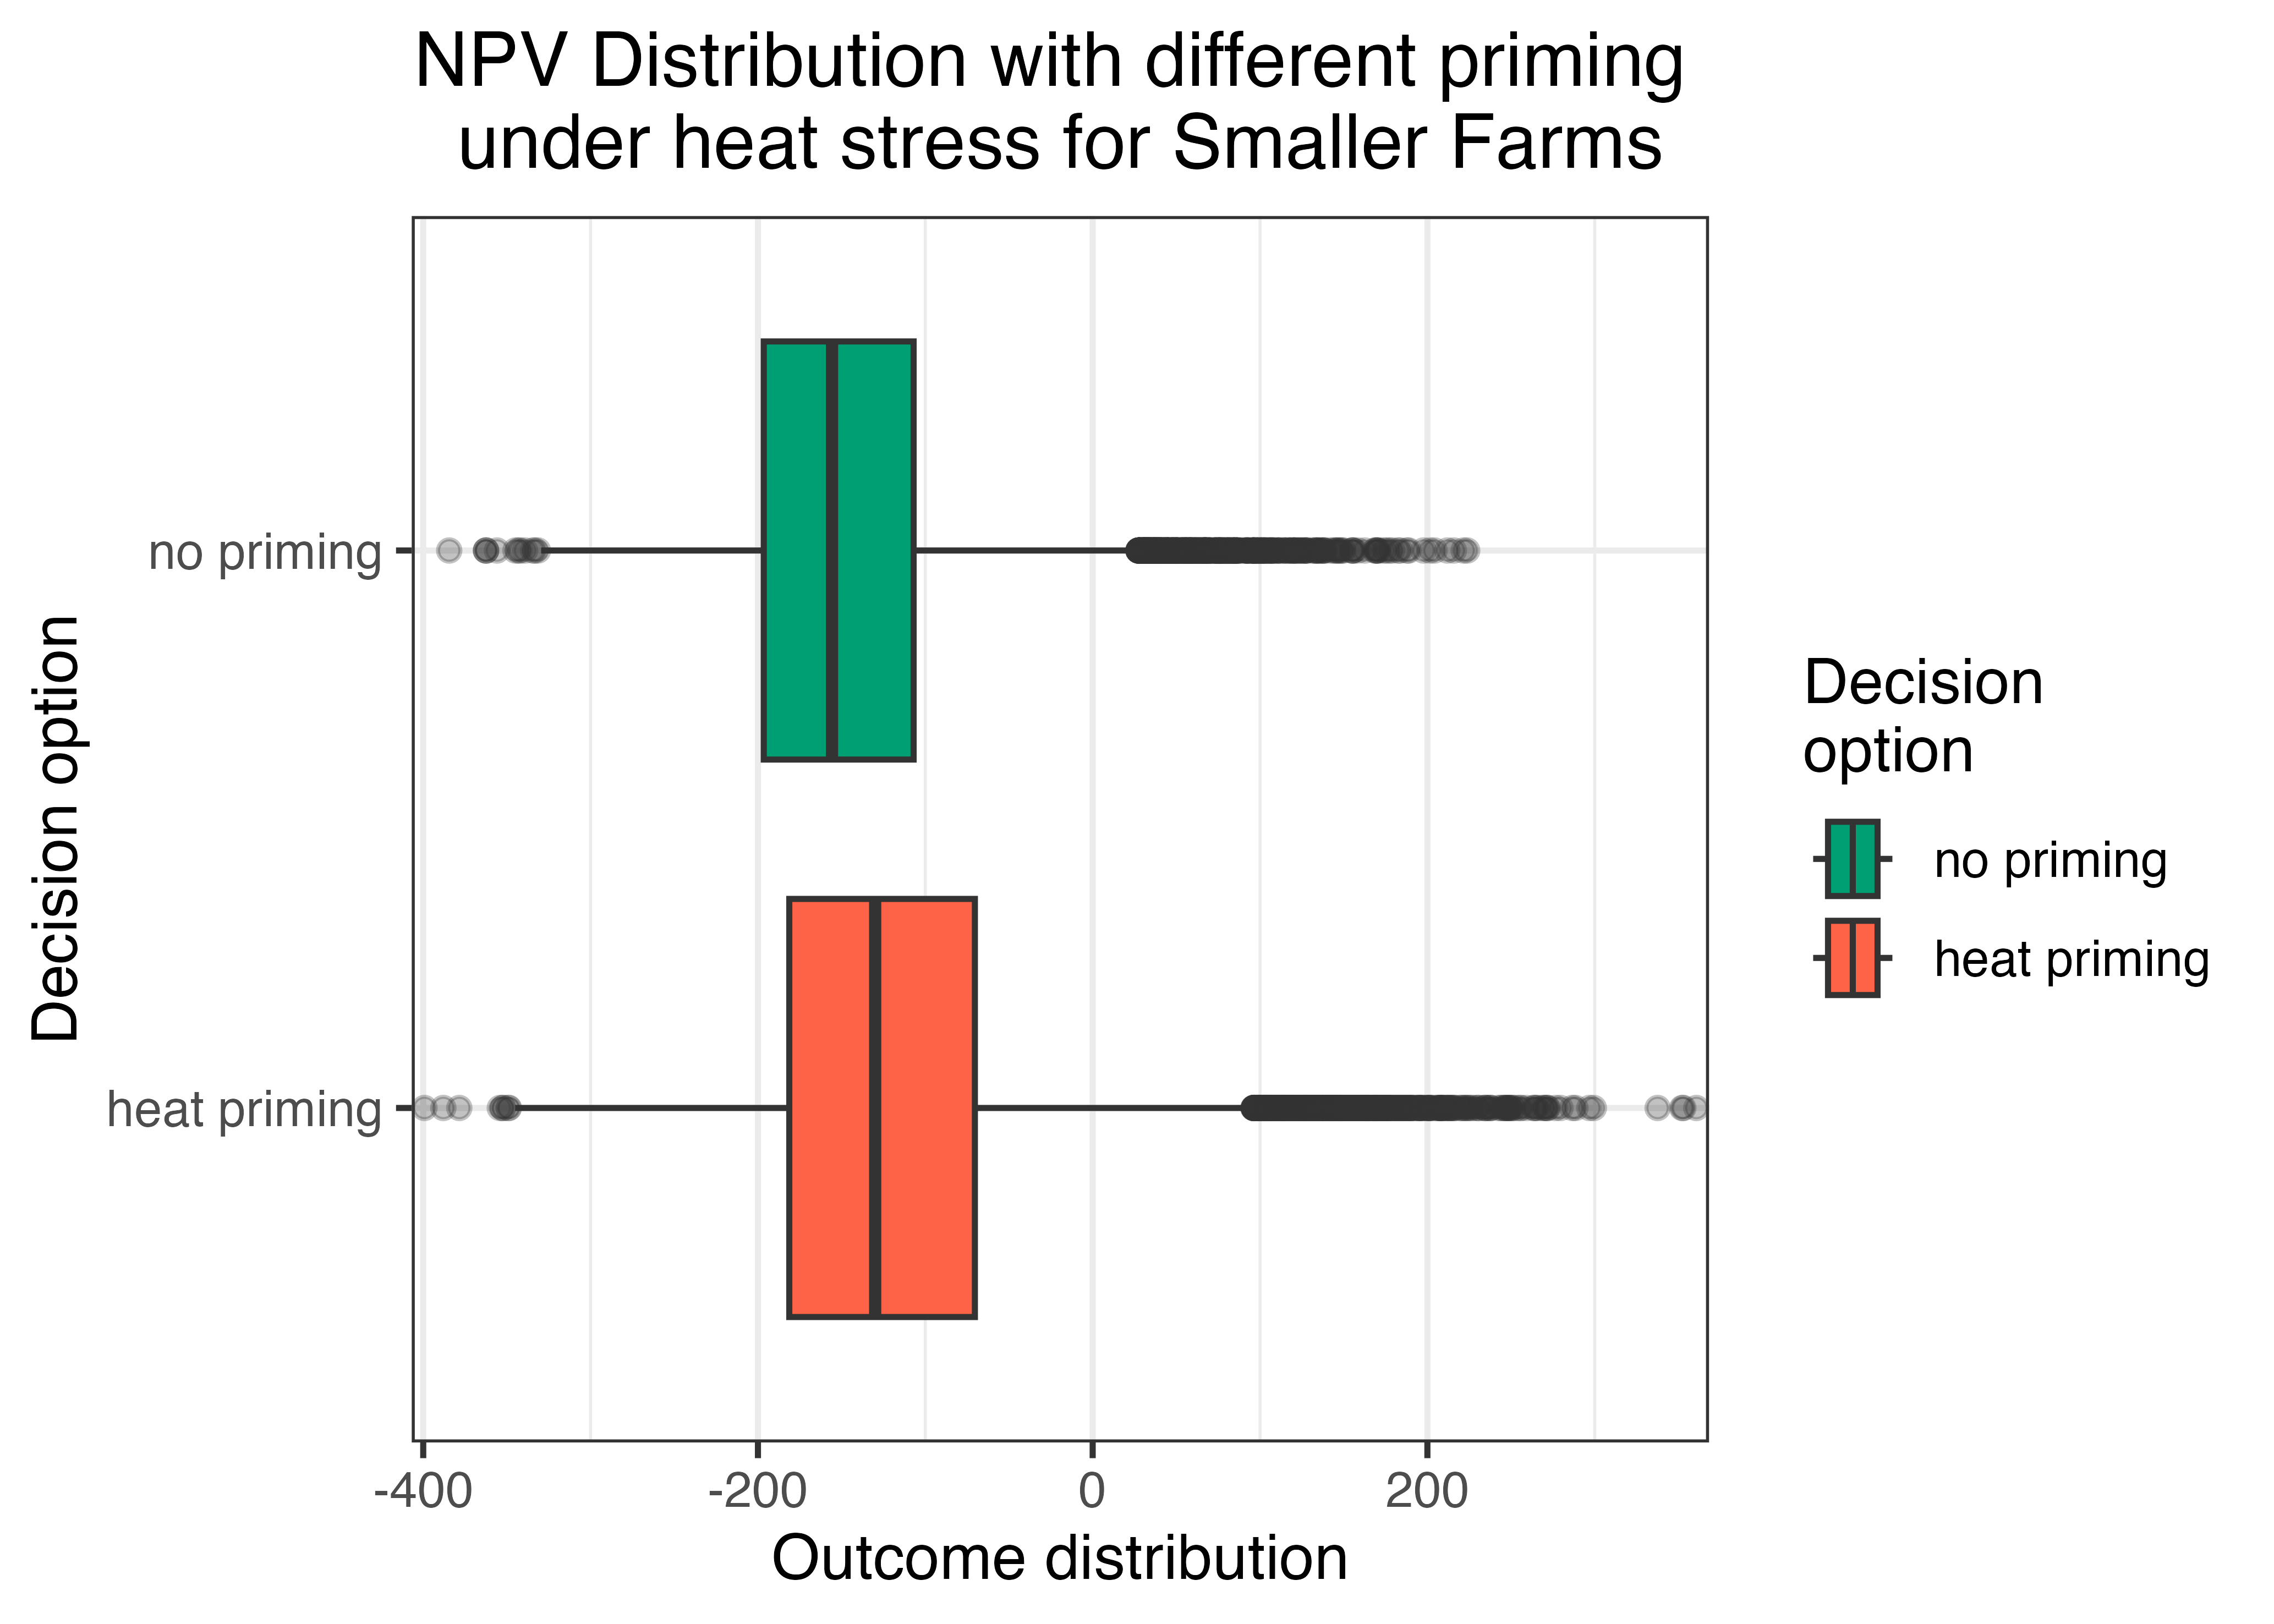 NPV Distribution with different priming
under heat stress for Smaller Farms
Decision option
no priming
heat priming
-400
-200
0
200
Outcome distribution
Decision
option
no priming
heat priming